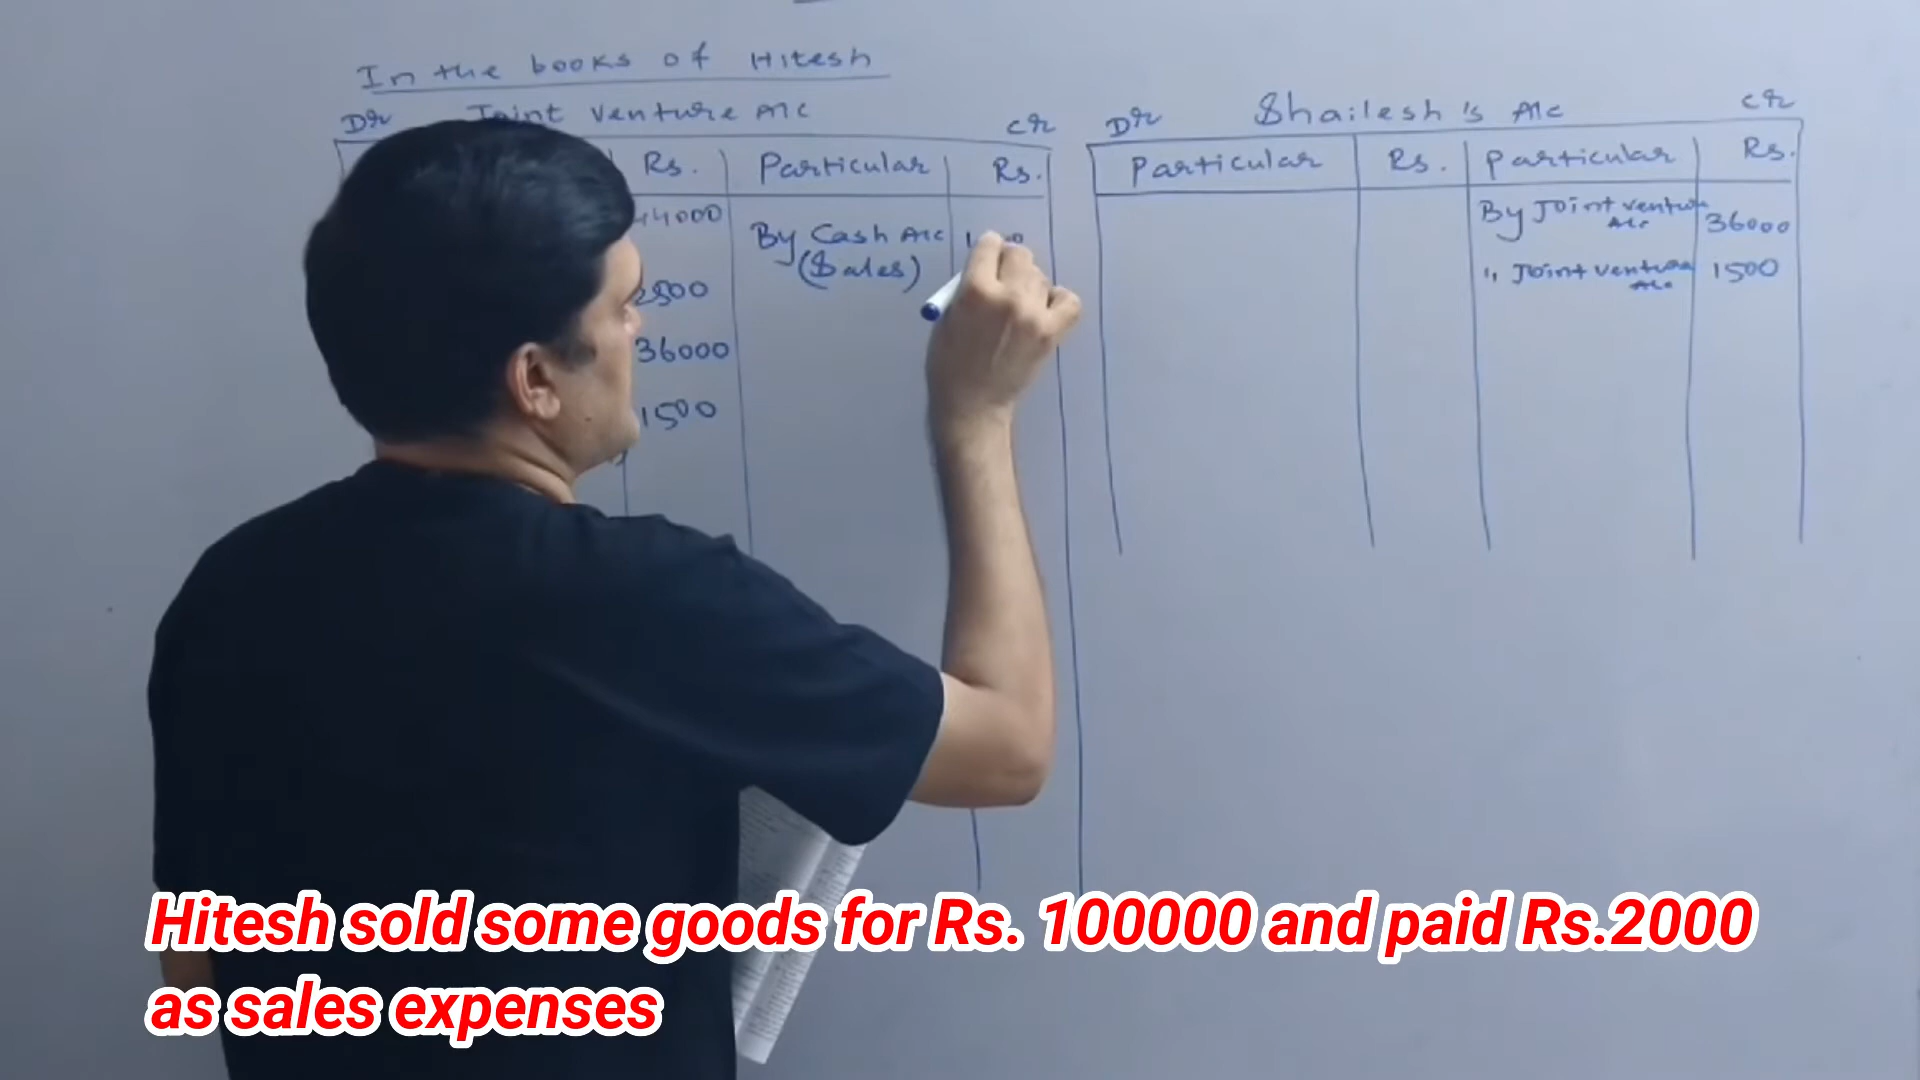 In the books of Hitesh
Dr Joint Venture A/c Cr
Rs. Particular Rs.
44000 By Cash A/c
(Sales)
2500
36000
1500
Dr Shailesh's A/c Cr
Particular Rs. Particular Rs.
By Joint venture A/c 36000
" Joint venture A/c 1500
Hitesh sold some goods for Rs. 100000 and paid Rs.2000
as sales expenses